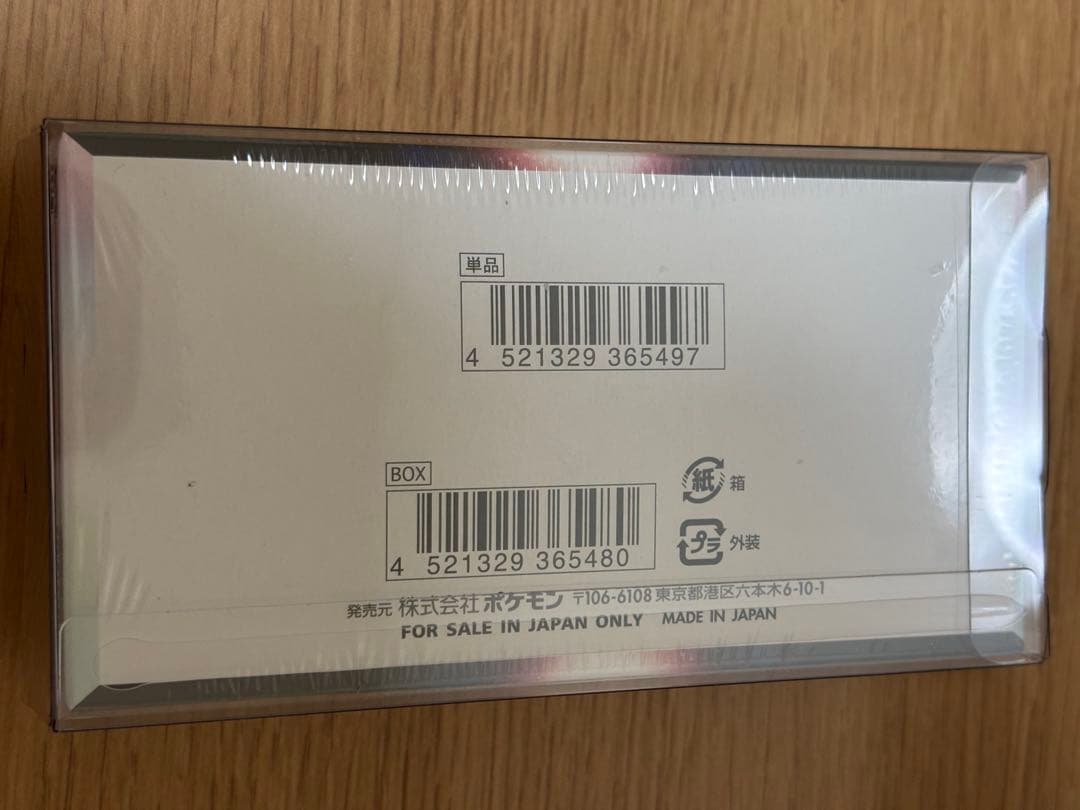 単品
4 521329 365497
BOX
4 521329 365480
紙 箱
プラ 外装
発売元 株式会社ポケモン 〒106-6108 東京都港区六本木6-10-1
FOR SALE IN JAPAN ONLY MADE IN JAPAN